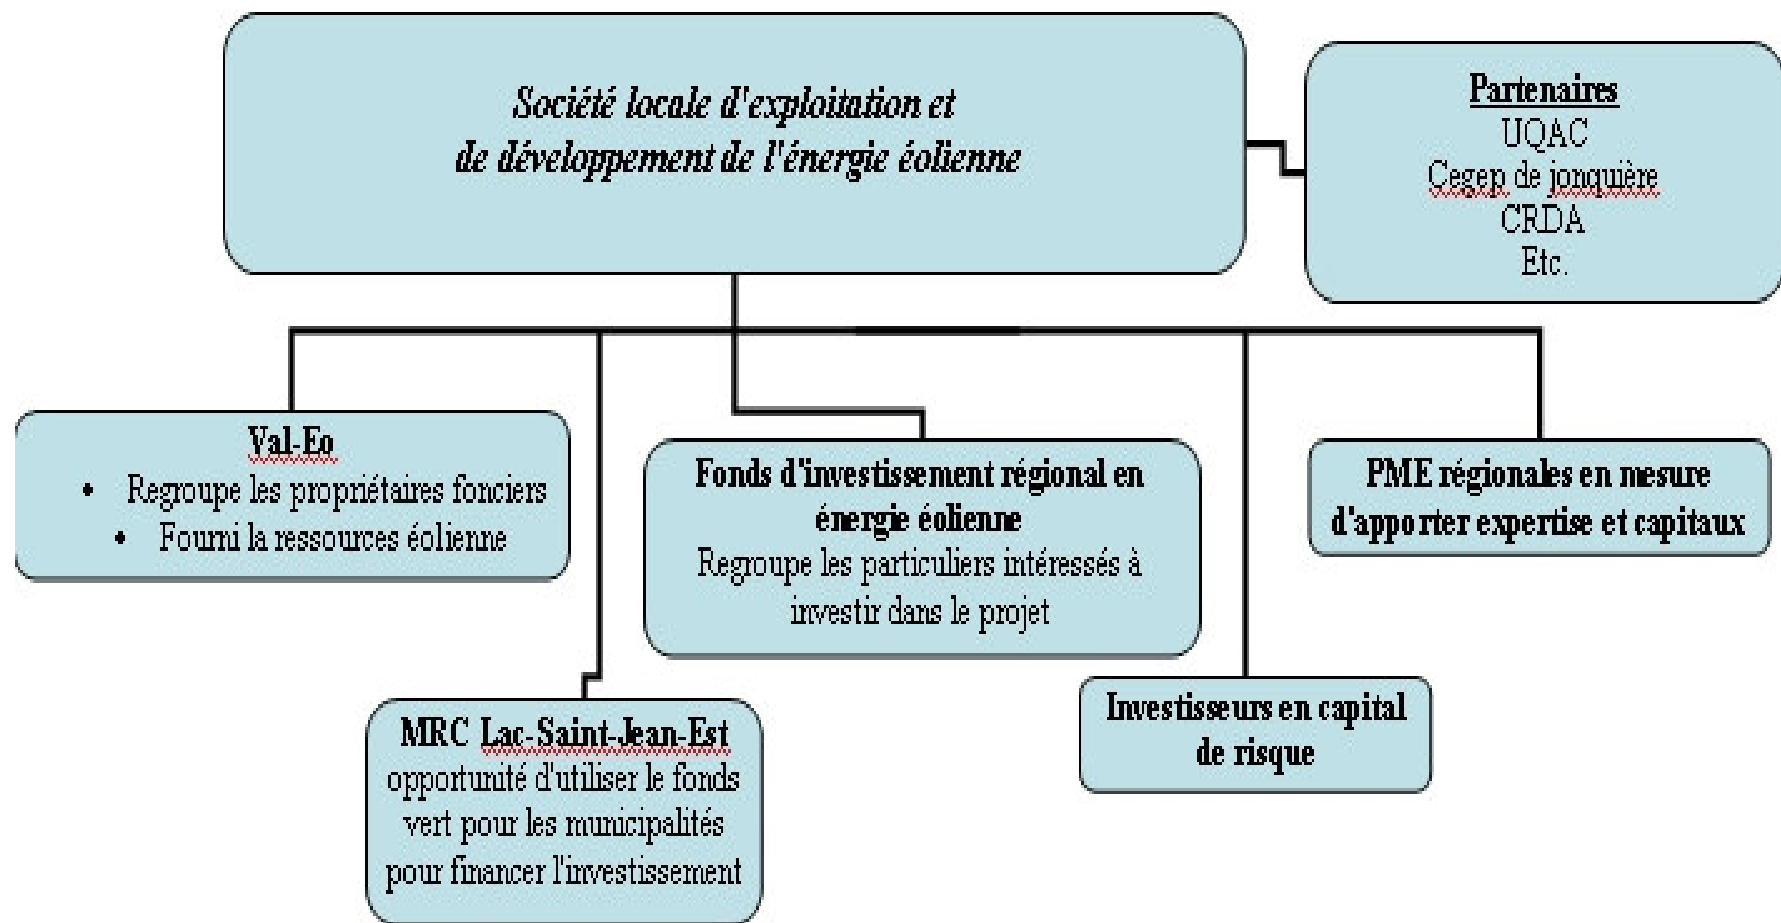 Société locale d'exploitation et
de développement de l'énergie éolienne
Partenaires
UQAC
Cegep de jonquière
CRDA
Etc.
Val-Eo
• Regroupe les propriétaires fonciers
• Fourni la ressources éolienne
Fonds d'investissement régional en
énergie éolienne
Regroupe les particuliers intéressés à
investir dans le projet
PME régionales en mesure
d'apporter expertise et capitaux
MRC Lac-Saint-Jean-Est
opportunité d'utiliser le fonds
vert pour les municipalités
pour financer l'investissement
Investisseurs en capital
de risque